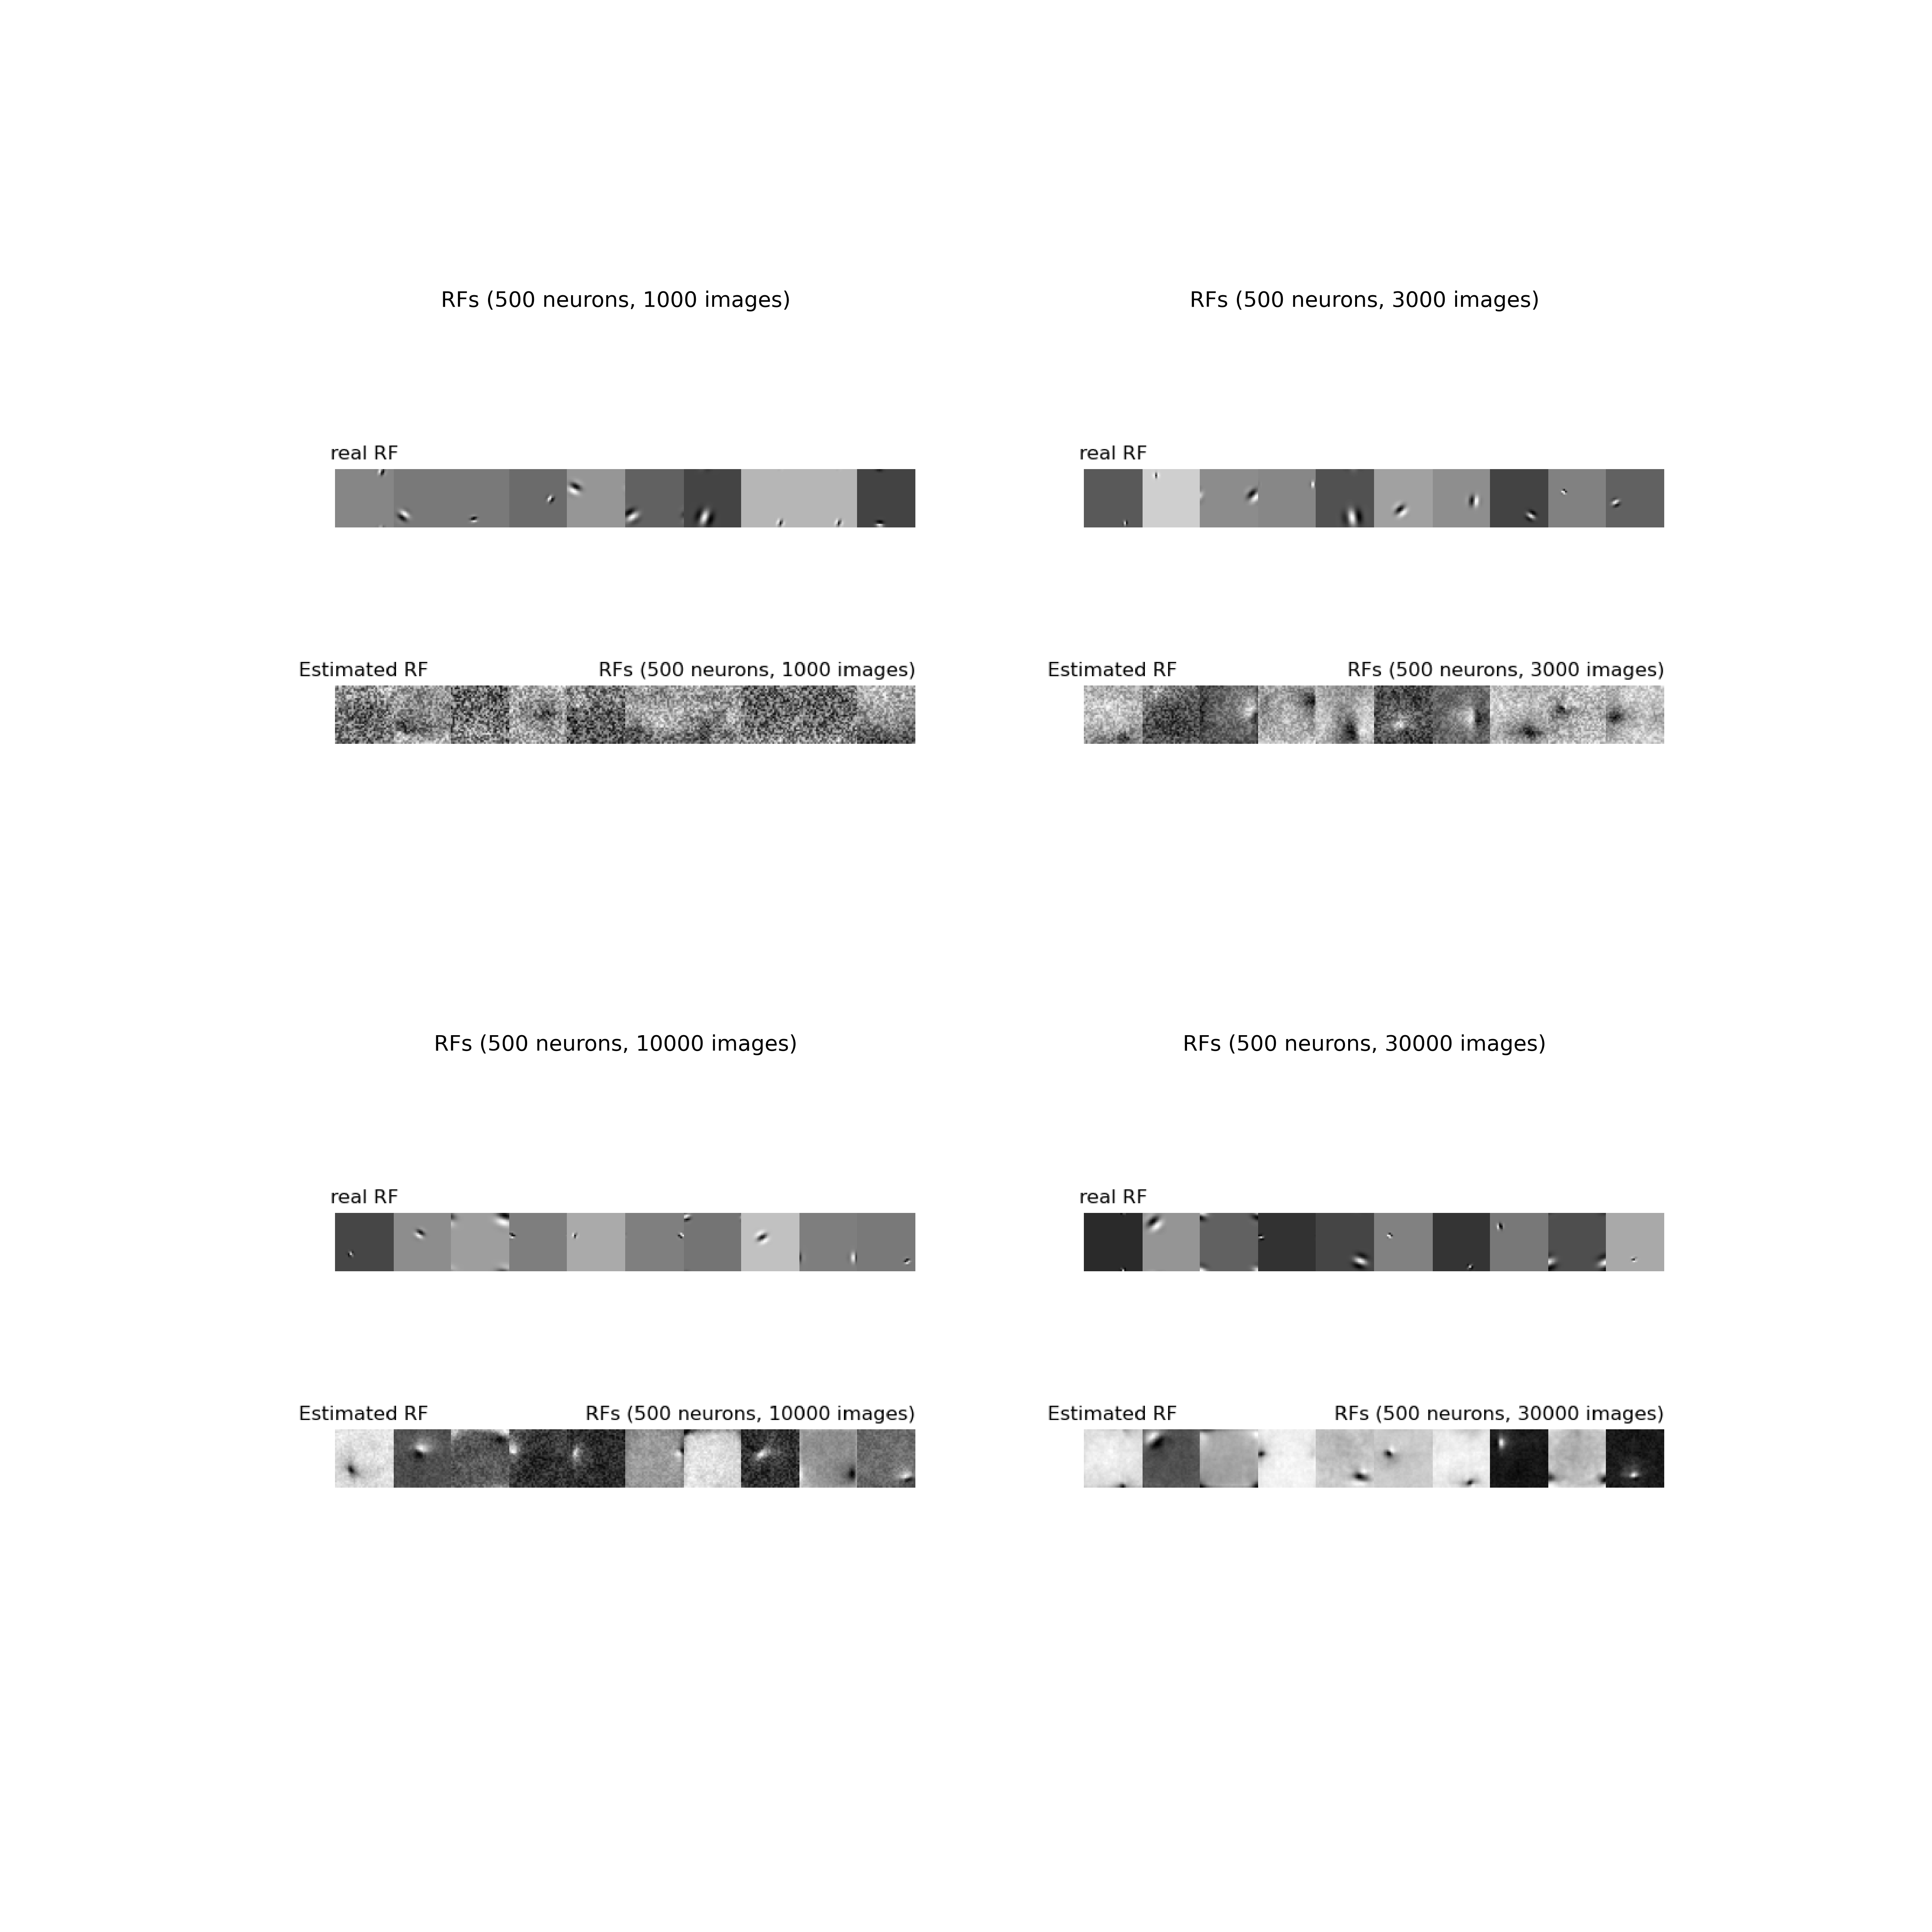 RFs (500 neurons, 1000 images)
real RF
Estimated RF
RFs (500 neurons, 1000 images)
RFs (500 neurons, 3000 images)
real RF
Estimated RF
RFs (500 neurons, 3000 images)
RFs (500 neurons, 10000 images)
real RF
Estimated RF
RFs (500 neurons, 10000 images)
RFs (500 neurons, 30000 images)
real RF
Estimated RF
RFs (500 neurons, 30000 images)